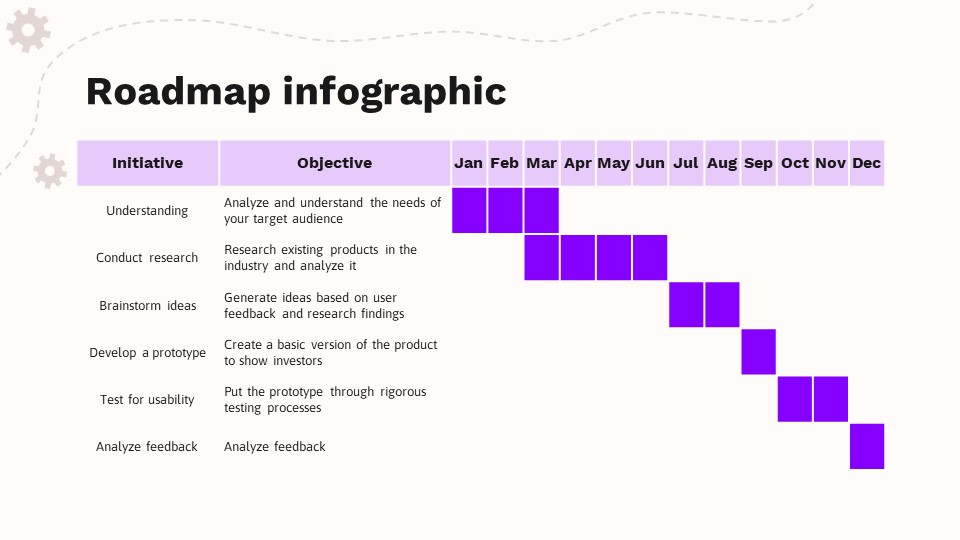 Roadmap infographic
Initiative Objective Jan Feb Mar Apr May Jun Jul Aug Sep Oct Nov Dec
Understanding
Analyze and understand the needs of
your target audience
Conduct research
Research existing products in the
industry and analyze it
Brainstorm ideas
Generate ideas based on user
feedback and research findings
Develop a prototype
Create a basic version of the product
to show investors
Test for usability
Put the prototype through rigorous
testing processes
Analyze feedback
Analyze feedback